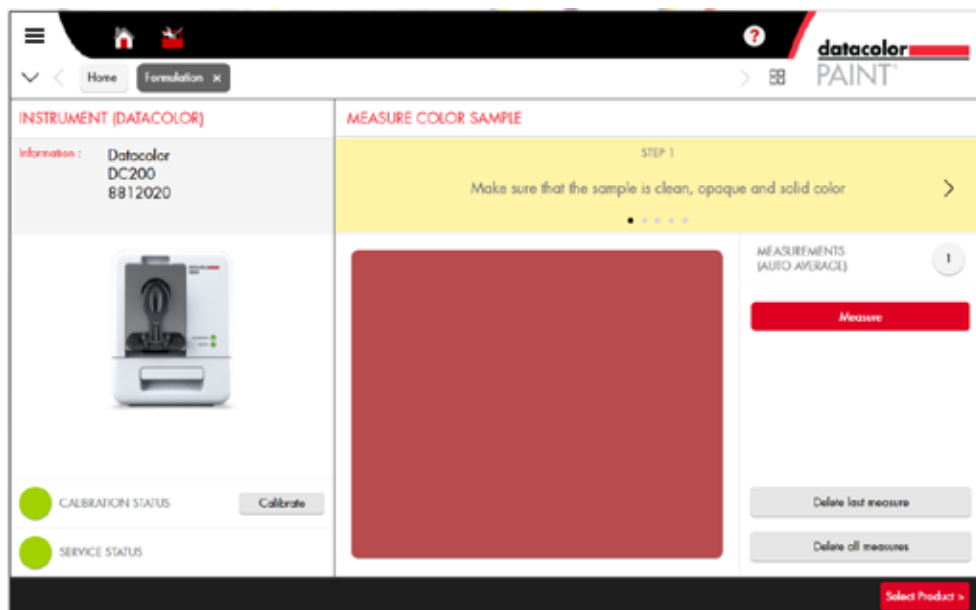 datacolor
PAINT
Home
Formulation ×
INSTRUMENT (DATACOLOR)
MEASURE COLOR SAMPLE
Information :
Datacolor
DC200
8812020
STEP 1
Make sure that the sample is clean, opaque and solid color
MEASUREMENTS
(AUTO AVERAGE)
1
Measure
CALIBRATION STATUS
Calibrate
SERVICE STATUS
Delete last measure
Delete all measures
Select Product >